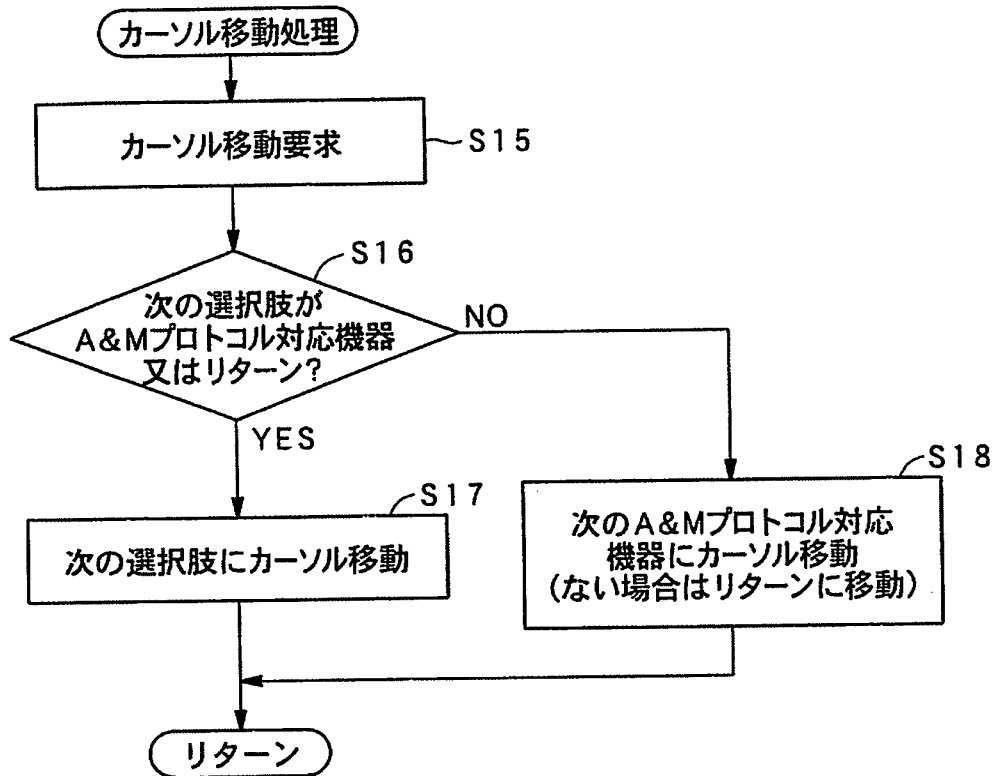 カーソル移動処理
カーソル移動要求
S15
S16
次の選択肢が
A&Mプロトコル対応機器
又はリターン?
NO
YES
S17
次の選択肢にカーソル移動
S18
次のA&Mプロトコル対応
機器にカーソル移動
(ない場合はリターンに移動)
リターン